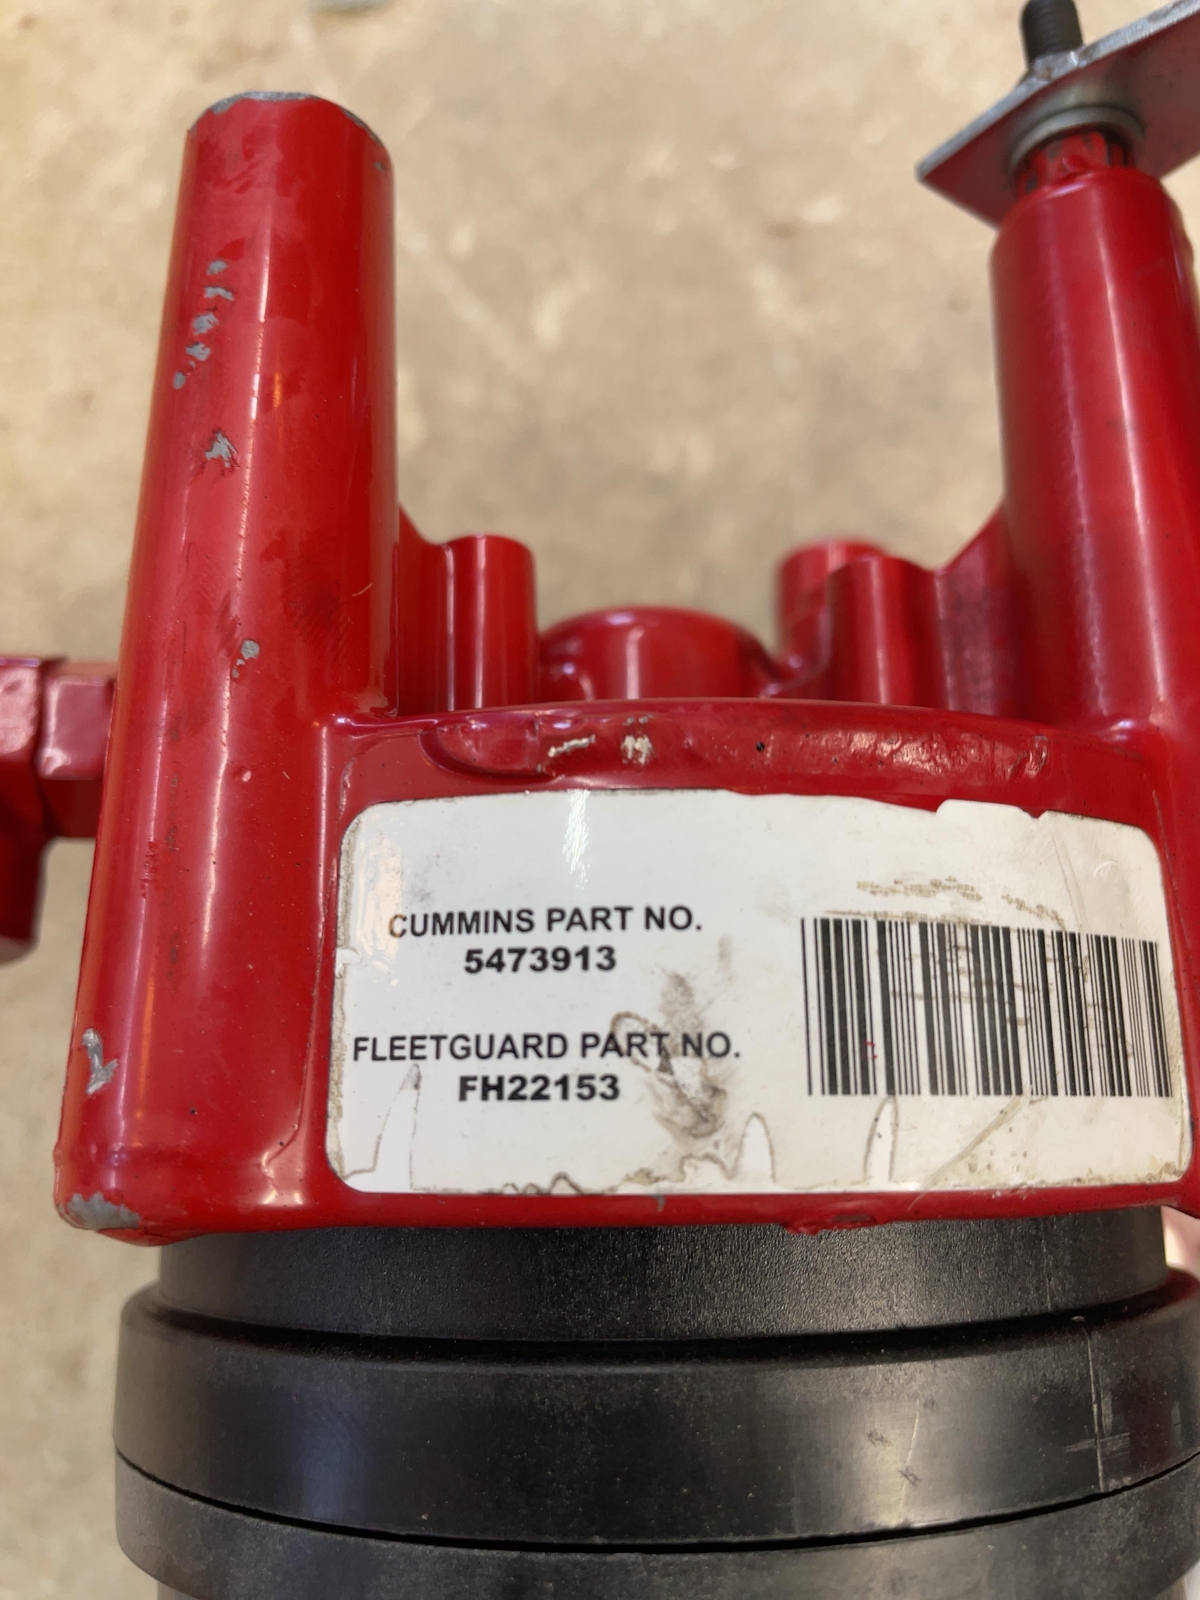 CUMMINS PART NO.
5473913
FLEETGUARD PART NO.
FH22153